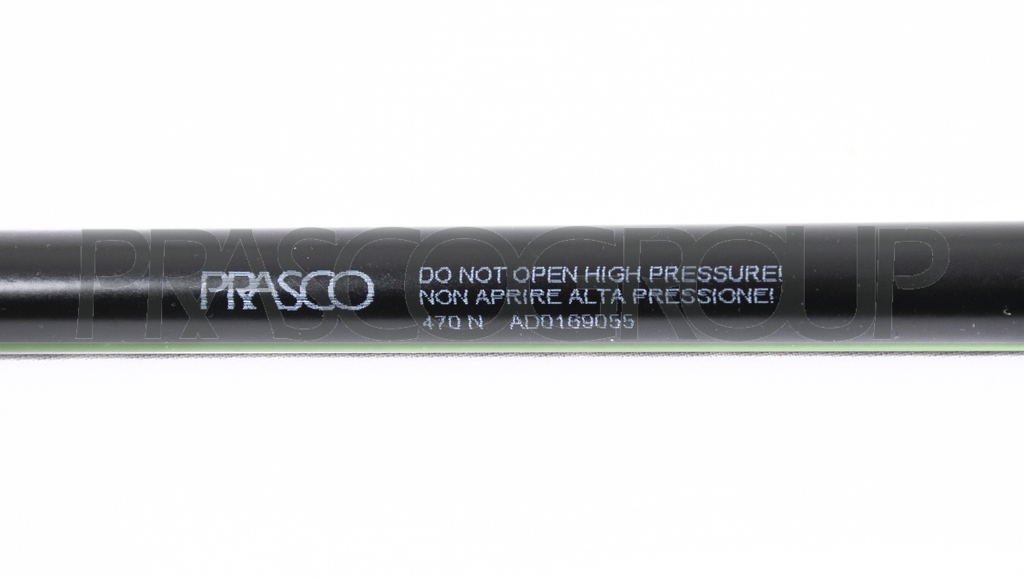 PRASCOGROUP
PRASCO
DO NOT OPEN HIGH PRESSURE!
NON APRIRE ALTA PRESSIONE!
470 N AD0169055